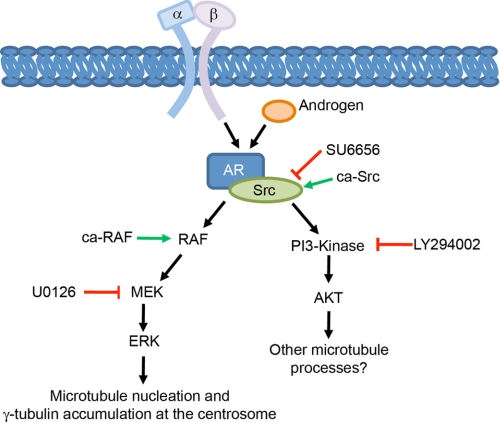 α
β
Androgen
SU6656
AR
Src
ca-Src
ca-RAF
RAF
PI3-Kinase
LY294002
U0126
MEK
AKT
ERK
Other microtubule
processes?
Microtubule nucleation and
γ-tubulin accumulation at the centrosome